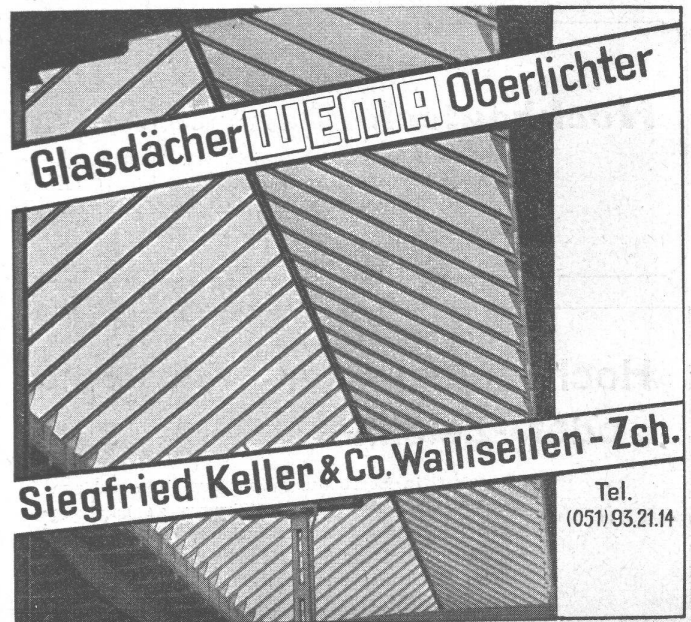 Glasdächer WEMA Oberlichter
Siegfried Keller & Co. Wallisellen - Zch.
Tel.
(051) 93.21.14